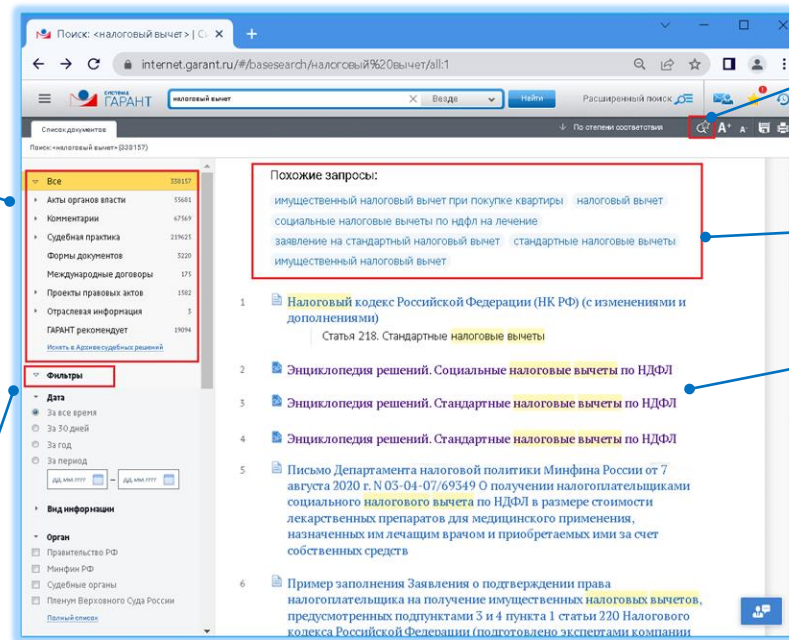 Поиск: <налоговый вычет> | С
internet.garant.ru/#/basesearch/налоговый%20вычет/all:1
СИСТЕМА
ГАРАНТ
налоговый вычет
Везде
Найти
Расширенный поиск
Список документов
По степени соответствия
A+ A-
Поиск: <налоговый вычет> (338157)
Все 338157
Акты органов власти 55681
Комментарии 67569
Судебная практика 219625
Формы документов 3220
Международные договоры 175
Проекты правовых актов 1502
Отраслевая информация 3
ГАРАНТ рекомендует 19094
Искать в Архиве судебных решений
Фильтры
Дата
За все время
За 30 дней
За год
За период
дд.мм.гггг – дд.мм.гггг
Вид информации
Орган
Правительство РФ
Минфин РФ
Судебные органы
Пленум Верховного Суда России
Полный список
Похожие запросы:
имущественный налоговый вычет при покупке квартиры налоговый вычет
социальные налоговые вычеты по ндфл на лечение
заявление на стандартный налоговый вычет стандартные налоговые вычеты
имущественный налоговый вычет
1 Налоговый кодекс Российской Федерации (НК РФ) (с изменениями и
дополнениями)
Статья 218. Стандартные налоговые вычеты
2 Энциклопедия решений. Социальные налоговые вычеты по НДФЛ
3 Энциклопедия решений. Стандартные налоговые вычеты по НДФЛ
4 Энциклопедия решений. Стандартные налоговые вычеты по НДФЛ
5 Письмо Департамента налоговой политики Минфина России от 7
августа 2020 г. N 03-04-07/69349 О получении налогоплательщиками
социального налогового вычета по НДФЛ в размере стоимости
лекарственных препаратов для медицинского применения,
назначенных им лечащим врачом и приобретаемых ими за счет
собственных средств
6 Пример заполнения Заявления о подтверждении права
налогоплательщика на получение имущественных налоговых вычетов,
предусмотренных подпунктами 3 и 4 пункта 1 статьи 220 Налогового
кодекса Российской Федерации (подготовлено экспертами компании